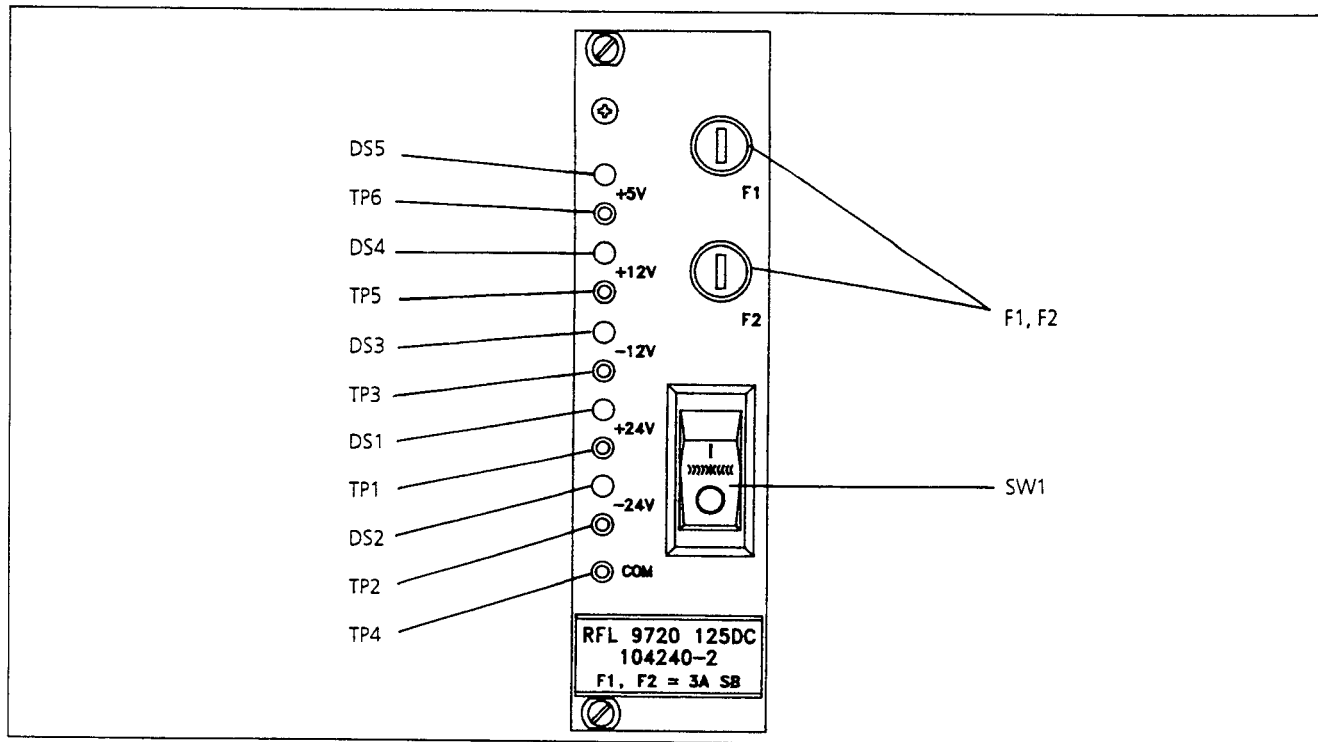 DS5
TP6
DS4
TP5
DS3
TP3
DS1
TP1
DS2
TP2
TP4
+5V
+12V
-12V
+24V
-24V
COM
F1
F2
I
O
F1, F2
SW1
RFL 9720 125DC
104240-2
F1, F2 = 3A SB